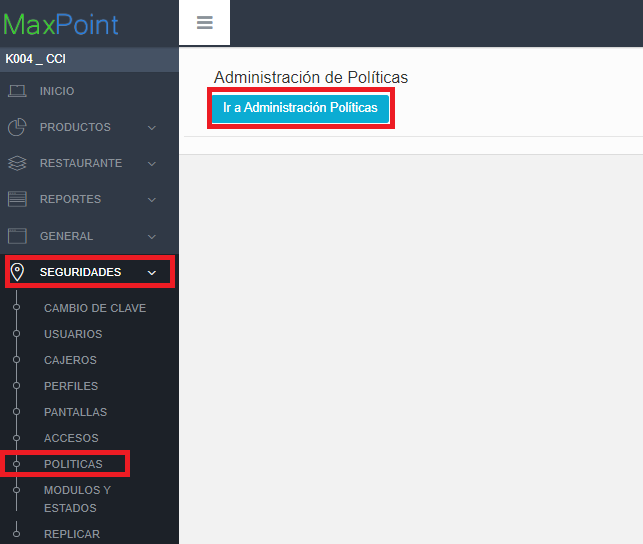 MaxPoint
K004 _ CCI
INICIO
PRODUCTOS
RESTAURANTE
REPORTES
GENERAL
SEGURIDADES
CAMBIO DE CLAVE
USUARIOS
CAJEROS
PERFILES
PANTALLAS
ACCESOS
POLITICAS
MODULOS Y
ESTADOS
REPLICAR
Administración de Políticas
Ir a Administración Políticas